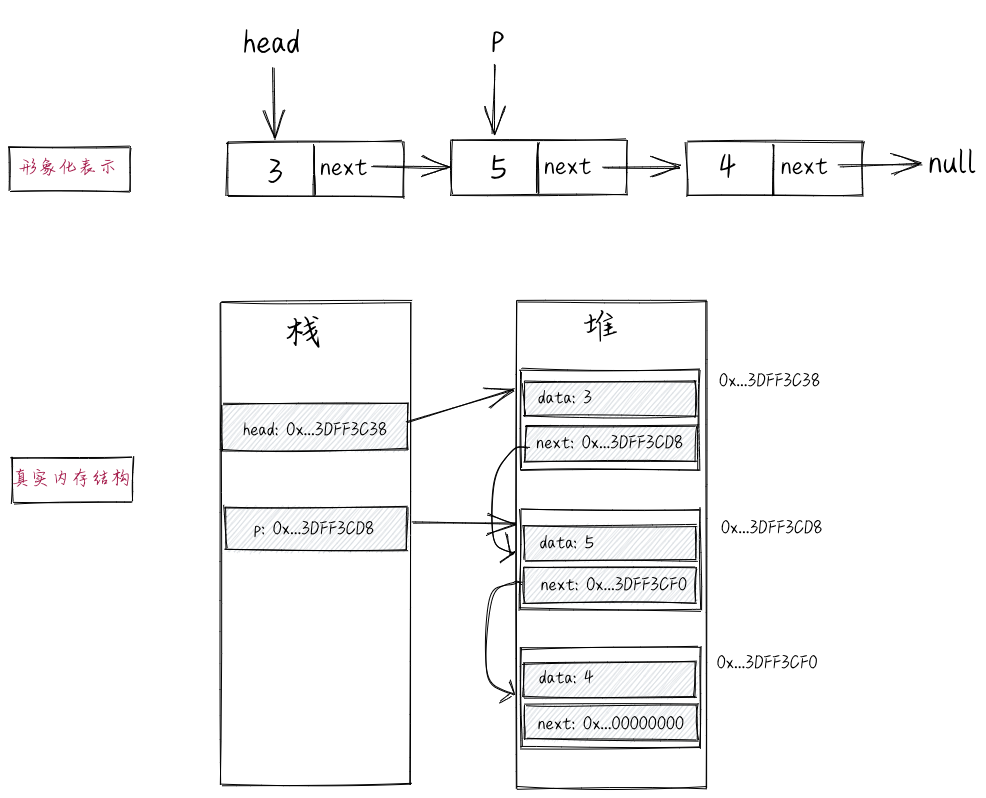 head
P
形象化表示
3
next
5
next
4
next
null
栈
堆
0x...3DFF3C38
data: 3
head: 0x...3DFF3C38
next: 0x...3DFF3CD8
真实内存结构
p: 0x...3DFF3CD8
0x...3DFF3CD8
data: 5
next: 0x...3DFF3CF0
0x...3DFF3CF0
data: 4
next: 0x...00000000